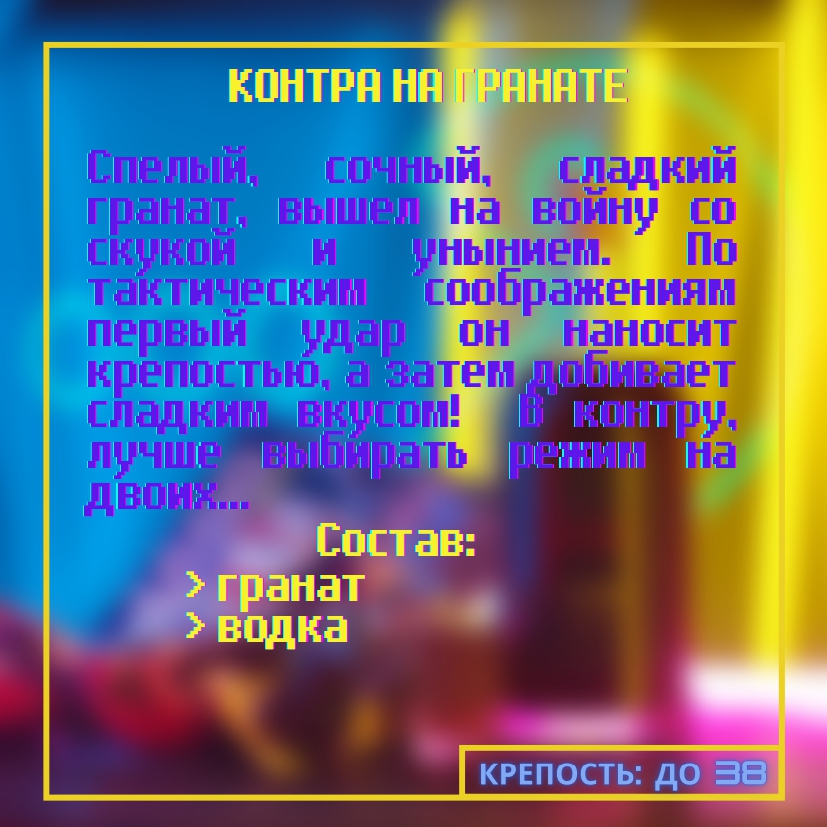 КОНТРА НА ГРАНАТЕ
Спелый, сочный, сладкий
гранат, вышел на войну со
скукой и унынием. По
тактическим соображениям
первый удар он наносит
крепостью, а затем добивает
сладким вкусом! В контру,
лучше выбирать режим на
двоих...
Состав:
> гранат
> водка
КРЕПОСТЬ: ДО 38